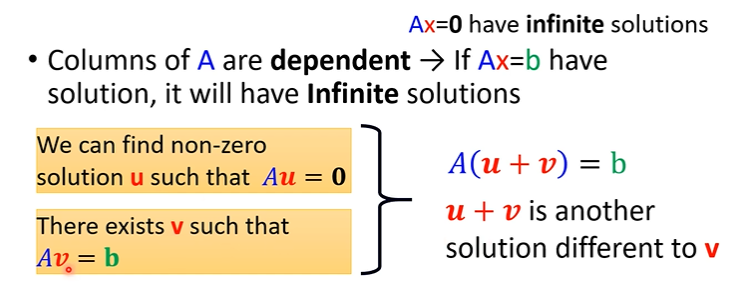 Ax=0 have infinite solutions
• Columns of A are dependent → If Ax=b have
solution, it will have Infinite solutions
We can find non-zero
solution u such that Au = 0
There exists v such that
Av = b
A(u + v) = b
u + v is another
solution different to v